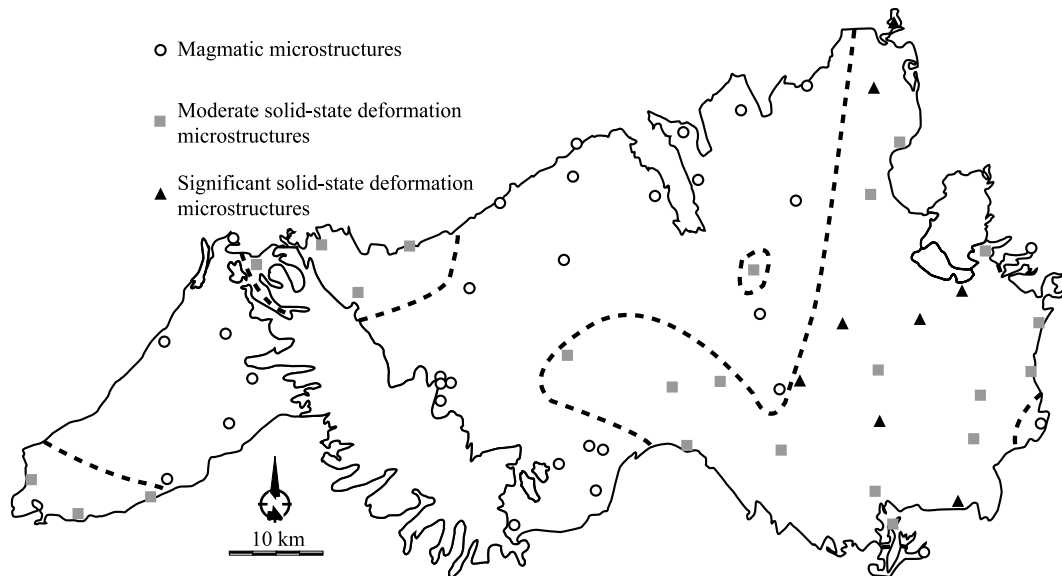 Magmatic microstructures
Moderate solid-state deformation
microstructures
Significant solid-state deformation
microstructures
10 km